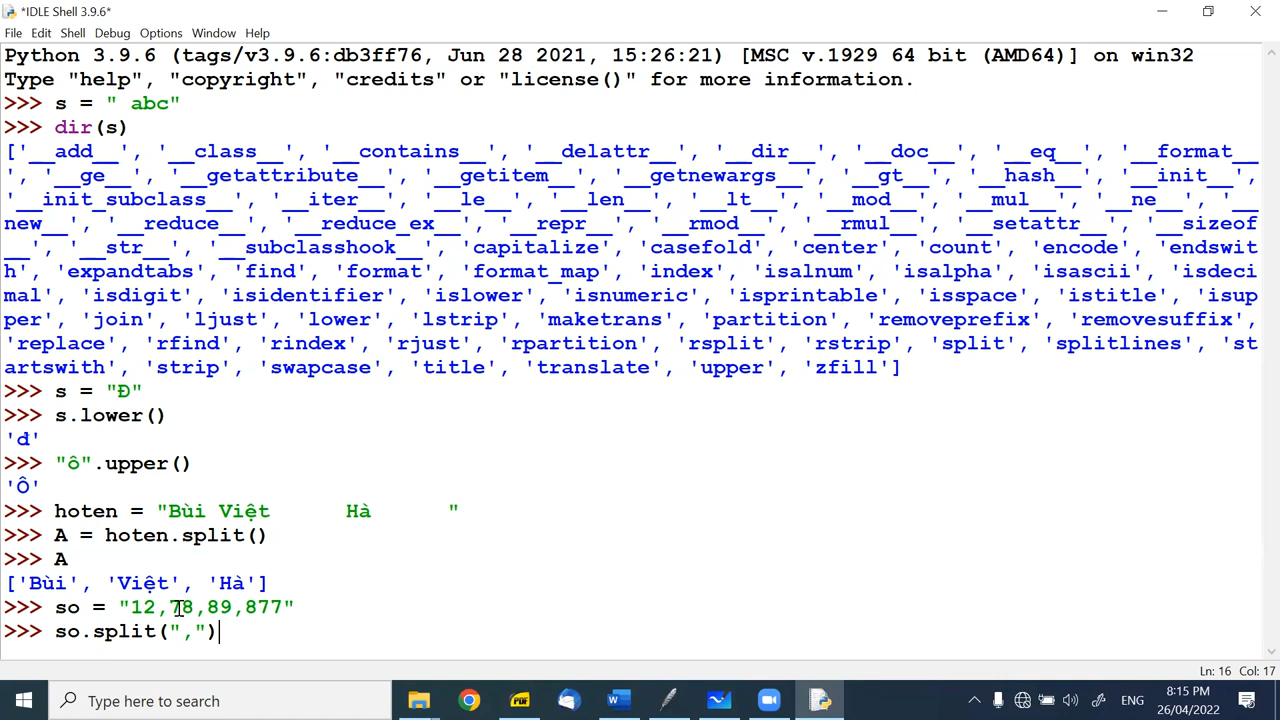 *IDLE Shell 3.9.6*
File Edit Shell Debug Options Window Help
Python 3.9.6 (tags/v3.9.6:db3ff76, Jun 28 2021, 15:26:21) [MSC v.1929 64 bit (AMD64)] on win32
Type "help", "copyright", "credits" or "license()" for more information.
>>> s = " abc"
>>> dir(s)
['__add__', '__class__', '__contains__', '__delattr__', '__dir__', '__doc__', '__eq__', '__format__
', '__ge__', '__getattribute__', '__getitem__', '__getnewargs__', '__gt__', '__hash__', '__init__',
'__init_subclass__', '__iter__', '__le__', '__len__', '__lt__', '__mod__', '__mul__', '__ne__', '__
new__', '__reduce__', '__reduce_ex__', '__repr__', '__rmod__', '__rmul__', '__setattr__', '__sizeof
__', '__str__', '__subclasshook__', 'capitalize', 'casefold', 'center', 'count', 'encode', 'endswit
h', 'expandtabs', 'find', 'format', 'format_map', 'index', 'isalnum', 'isalpha', 'isascii', 'isdeci
mal', 'isdigit', 'isidentifier', 'islower', 'isnumeric', 'isprintable', 'isspace', 'istitle', 'isup
per', 'join', 'ljust', 'lower', 'lstrip', 'maketrans', 'partition', 'removeprefix', 'removesuffix',
'replace', 'rfind', 'rindex', 'rjust', 'rpartition', 'rsplit', 'rstrip', 'split', 'splitlines', 'st
artswith', 'strip', 'swapcase', 'title', 'translate', 'upper', 'zfill']
>>> s = "Đ"
>>> s.lower()
'đ'
>>> "ô".upper()
'Ô'
>>> hoten = "Bùi Việt      Hà      "
>>> A = hoten.split()
>>> A
['Bùi', 'Việt', 'Hà']
>>> so = "12,78,89,877"
>>> so.split(",")
Ln: 16 Col: 17
Type here to search
PDF
W
ENG
8:15 PM
26/04/2022